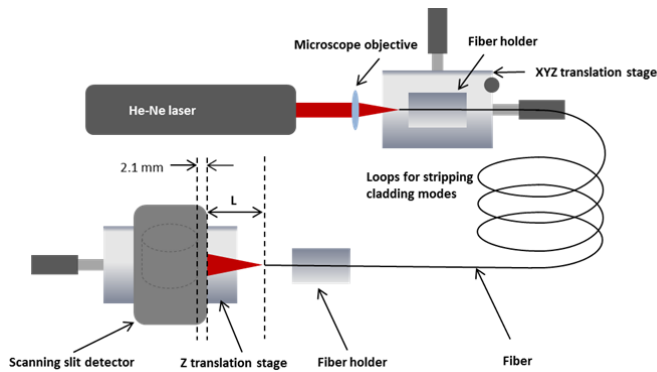 Microscope objective
Fiber holder
XYZ translation stage
He-Ne laser
2.1 mm
L
Loops for stripping
cladding modes
Scanning slit detector
Z translation stage
Fiber holder
Fiber